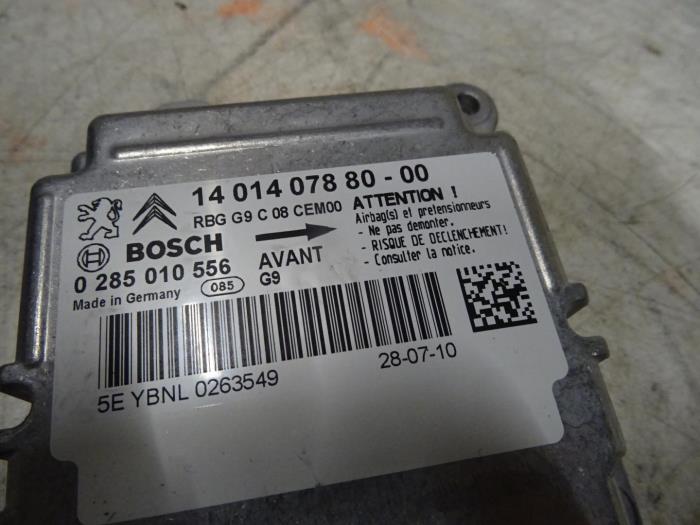 14 014 078 80 - 00
RBG G9 C 08 CEM00
ATTENTION !
Airbag(s) et pretensionneurs
- Ne pas demonter.
- RISQUE DE DECLENCHEMENT!
- Consulter la notice.
BOSCH
AVANT
0 285 010 556
G9
Made in Germany
085
5E YBNL 0263549
28-07-10